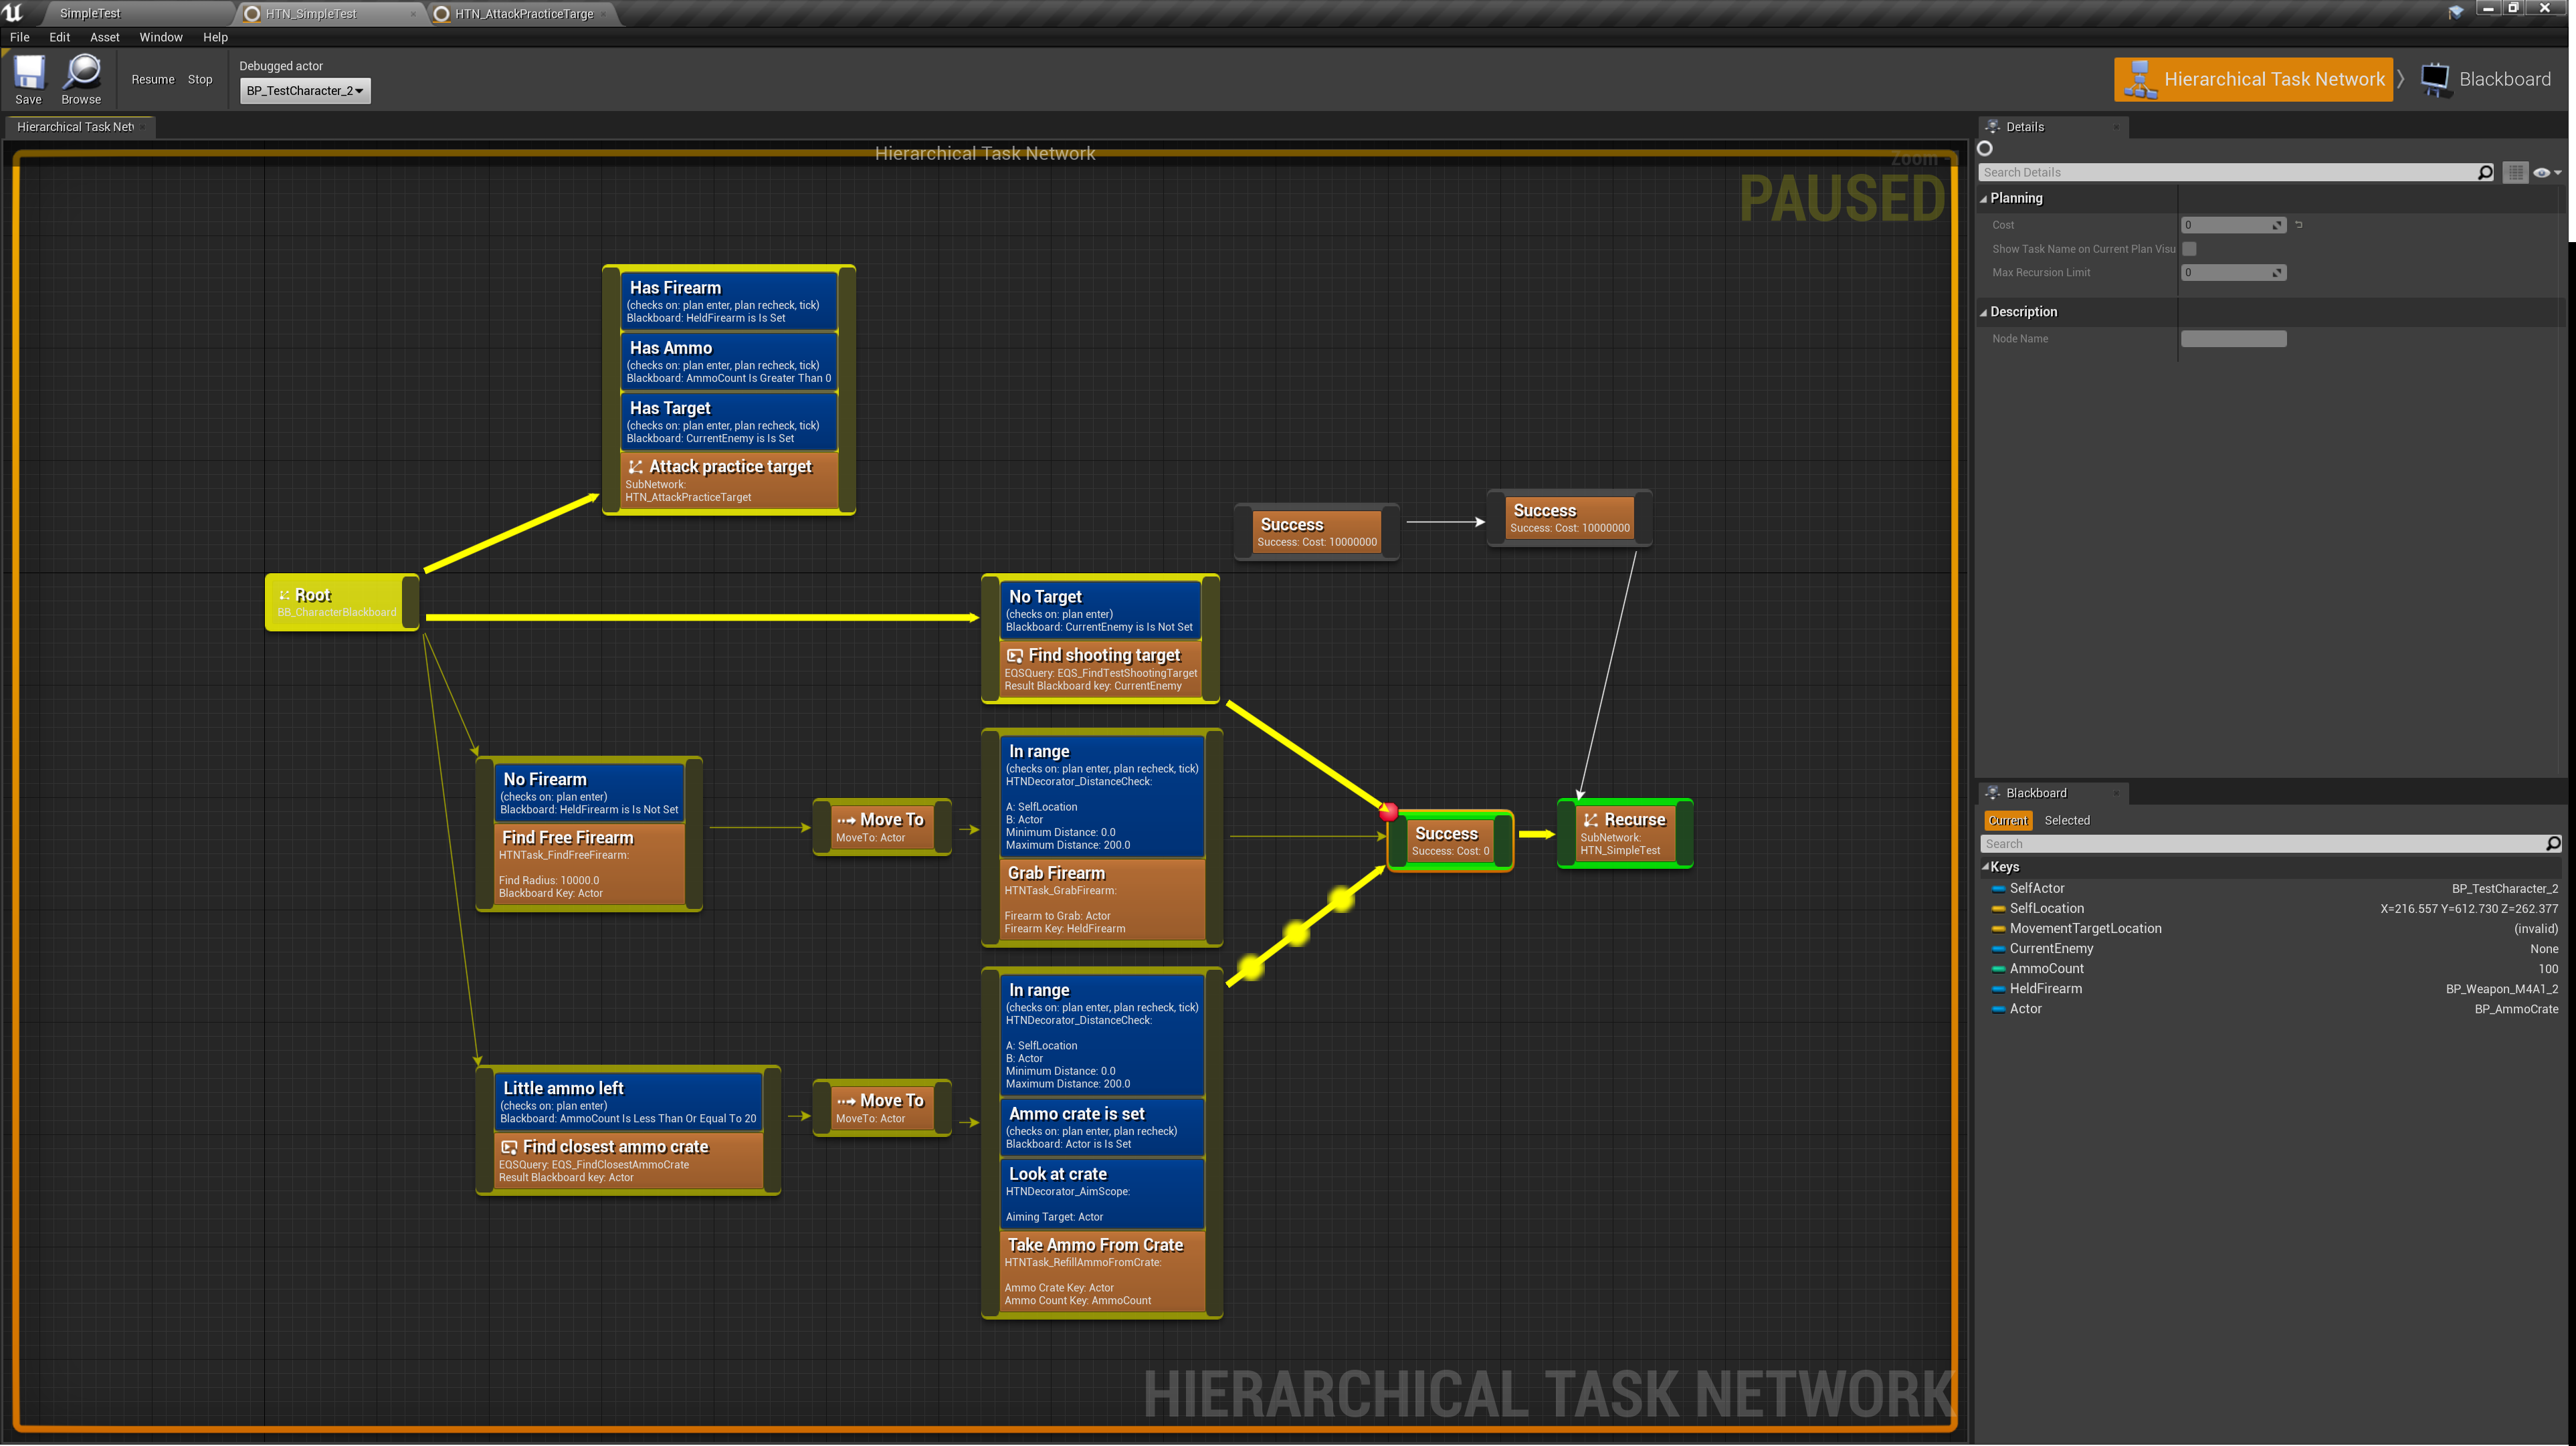 SimpleTest
HTN_SimpleTest
HTN_AttackPracticeTarge
File Edit Asset Window Help
Save
Browse
Resume
Stop
Debugged actor
BP_TestCharacter_2
Hierarchical Task Network
Blackboard
Hierarchical Task Netv
Hierarchical Task Network
Zoom
PAUSED
Has Firearm
(checks on: plan enter, plan recheck, tick)
Blackboard: HeldFirearm is Is Set
Has Ammo
(checks on: plan enter, plan recheck, tick)
Blackboard: AmmoCount Is Greater Than 0
Has Target
(checks on: plan enter, plan recheck, tick)
Blackboard: CurrentEnemy is Is Set
Attack practice target
SubNetwork:
HTN_AttackPracticeTarget
Success
Success: Cost: 10000000
Success
Success: Cost: 10000000
Root
BB_CharacterBlackboard
No Target
(checks on: plan enter)
Blackboard: CurrentEnemy is Is Not Set
Find shooting target
EQSQuery: EQS_FindTestShootingTarget
Result Blackboard key: CurrentEnemy
No Firearm
(checks on: plan enter)
Blackboard: HeldFirearm is Is Not Set
Find Free Firearm
HTNTask_FindFreeFirearm:
Find Radius: 10000.0
Blackboard Key: Actor
Move To
MoveTo: Actor
In range
(checks on: plan enter, plan recheck, tick)
HTNDecorator_DistanceCheck:
A: SelfLocation
B: Actor
Minimum Distance: 0.0
Maximum Distance: 200.0
Grab Firearm
HTNTask_GrabFirearm:
Firearm to Grab: Actor
Firearm Key: HeldFirearm
Success
Success: Cost: 0
Recurse
SubNetwork:
HTN_SimpleTest
Little ammo left
(checks on: plan enter)
Blackboard: AmmoCount Is Less Than Or Equal To 20
Find closest ammo crate
EQSQuery: EQS_FindClosestAmmoCrate
Result Blackboard key: Actor
Move To
MoveTo: Actor
In range
(checks on: plan enter, plan recheck, tick)
HTNDecorator_DistanceCheck:
A: SelfLocation
B: Actor
Minimum Distance: 0.0
Maximum Distance: 200.0
Ammo crate is set
(checks on: plan enter, plan recheck)
Blackboard: Actor is Is Set
Look at crate
HTNDecorator_AimScope:
Aiming Target: Actor
Take Ammo From Crate
HTNTask_RefillAmmoFromCrate:
Ammo Crate Key: Actor
Ammo Count Key: AmmoCount
HIERARCHICAL TASK NETWORK
Details
Search Details
Planning
Cost 0
Show Task Name on Current Plan Visu
Max Recursion Limit 0
Description
Node Name
Blackboard
Current Selected
Search
Keys
SelfActor BP_TestCharacter_2
SelfLocation X=216.557 Y=612.730 Z=262.377
MovementTargetLocation (invalid)
CurrentEnemy None
AmmoCount 100
HeldFirearm BP_Weapon_M4A1_2
Actor BP_AmmoCrate